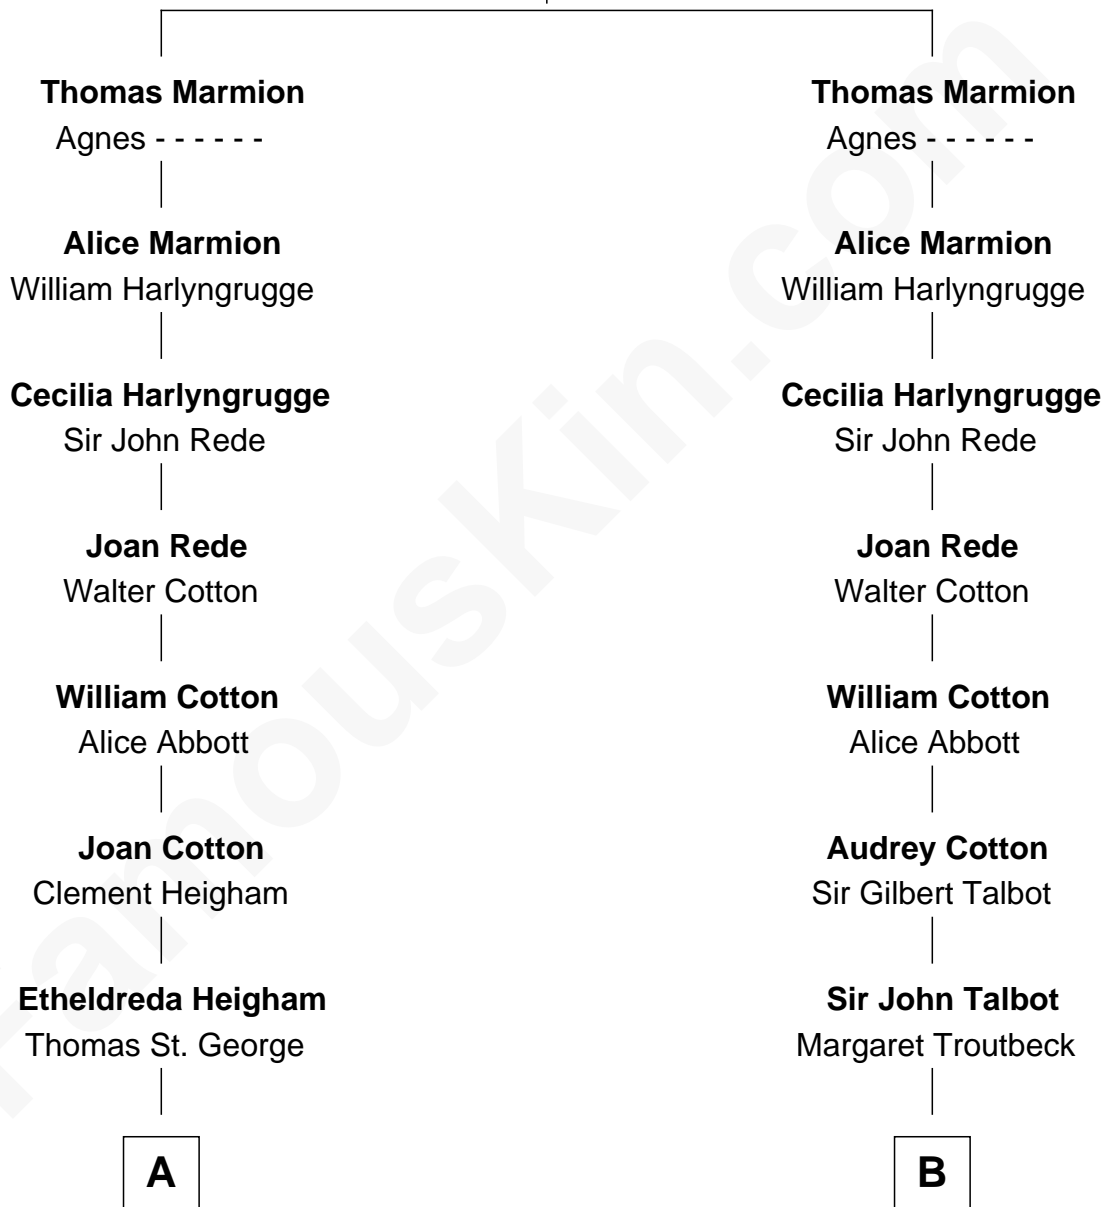 Thomas Marmion
Agnes - - - - - -
Alice Marmion
William Harlyngrugge
Cecilia Harlyngrugge
Sir John Rede
Joan Rede
Walter Cotton
William Cotton
Alice Abbott
Joan Cotton
Clement Heigham
Etheldreda Heigham
Thomas St. George
A
Thomas Marmion
Agnes - - - - - -
Alice Marmion
William Harlyngrugge
Cecilia Harlyngrugge
Sir John Rede
Joan Rede
Walter Cotton
William Cotton
Alice Abbott
Audrey Cotton
Sir Gilbert Talbot
Sir John Talbot
Margaret Troutbeck
B
FamousKin.com